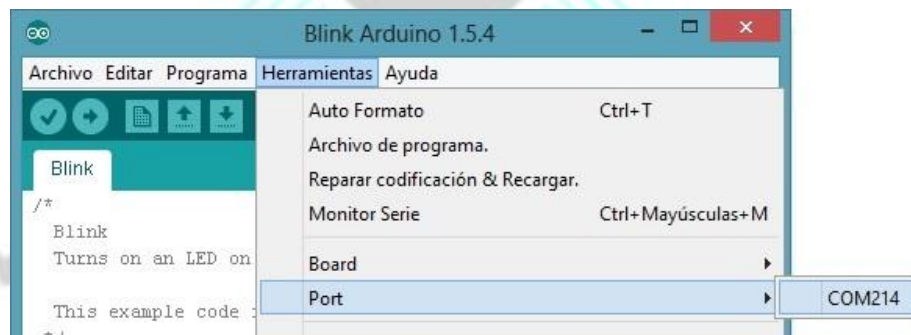 Blink Arduino 1.5.4
Archivo Editar Programa Herramientas Ayuda
Auto Formato Ctrl+T
Archivo de programa.
Reparar codificación & Recargar.
Monitor Serie Ctrl+Mayúsculas+M
Board
Port COM214
Blink
/*
Blink
Turns on an LED on
This example code